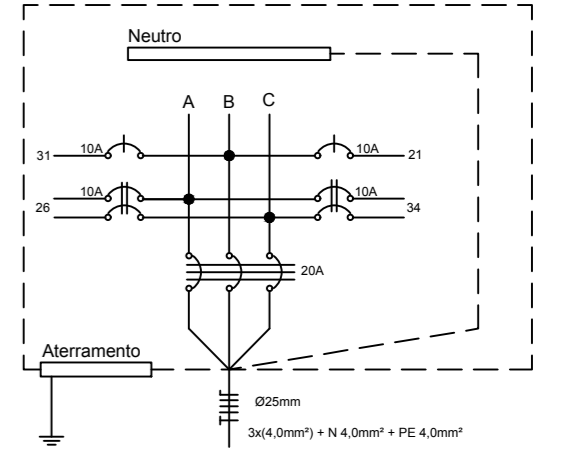 Neutro
A B C
31 10A 10A 21
10A 10A
26 34
20A
Aterramento
Ø25mm
3x(4,0mm²) + N 4,0mm² + PE 4,0mm²